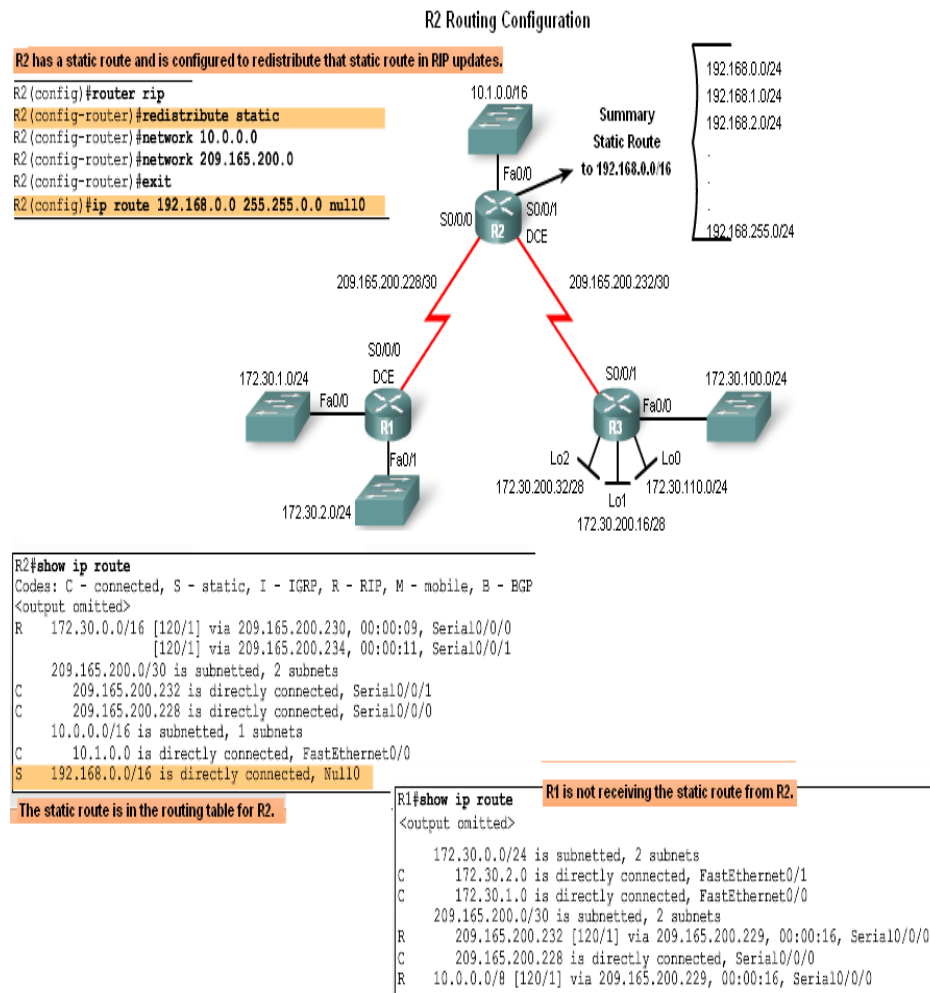 R2 Routing Configuration
R2 has a static route and is configured to redistribute that static route in RIP updates.
R2(config)#router rip
R2(config-router)#redistribute static
R2(config-router)#network 10.0.0.0
R2(config-router)#network 209.165.200.0
R2(config-router)#exit
R2(config)#ip route 192.168.0.0 255.255.0.0 null0
10.1.0.0/16
Fa0/0
Summary
Static Route
to 192.168.0.0/16
192.168.0.0/24
192.168.1.0/24
192.168.2.0/24
.
.
.
192.168.255.0/24
S0/0/0
R2
S0/0/1
DCE
209.165.200.228/30
209.165.200.232/30
S0/0/0
DCE
172.30.1.0/24
Fa0/0
R1
Fa0/1
172.30.2.0/24
S0/0/1
172.30.100.0/24
Fa0/0
R3
Lo2
Lo0
172.30.200.32/28
172.30.110.0/24
Lo1
172.30.200.16/28
R2#show ip route
Codes: C - connected, S - static, I - IGRP, R - RIP, M - mobile, B - BGP
<output omitted>
R 172.30.0.0/16 [120/1] via 209.165.200.230, 00:00:09, Serial0/0/0
[120/1] via 209.165.200.234, 00:00:11, Serial0/0/1
209.165.200.0/30 is subnetted, 2 subnets
C 209.165.200.232 is directly connected, Serial0/0/1
C 209.165.200.228 is directly connected, Serial0/0/0
10.0.0.0/16 is subnetted, 1 subnets
C 10.1.0.0 is directly connected, FastEthernet0/0
S 192.168.0.0/16 is directly connected, Null0
The static route is in the routing table for R2.
R1#show ip route
R1 is not receiving the static route from R2.
<output omitted>
172.30.0.0/24 is subnetted, 2 subnets
C 172.30.2.0 is directly connected, FastEthernet0/1
C 172.30.1.0 is directly connected, FastEthernet0/0
209.165.200.0/30 is subnetted, 2 subnets
R 209.165.200.232 [120/1] via 209.165.200.229, 00:00:16, Serial0/0/0
C 209.165.200.228 is directly connected, Serial0/0/0
R 10.0.0.0/8 [120/1] via 209.165.200.229, 00:00:16, Serial0/0/0